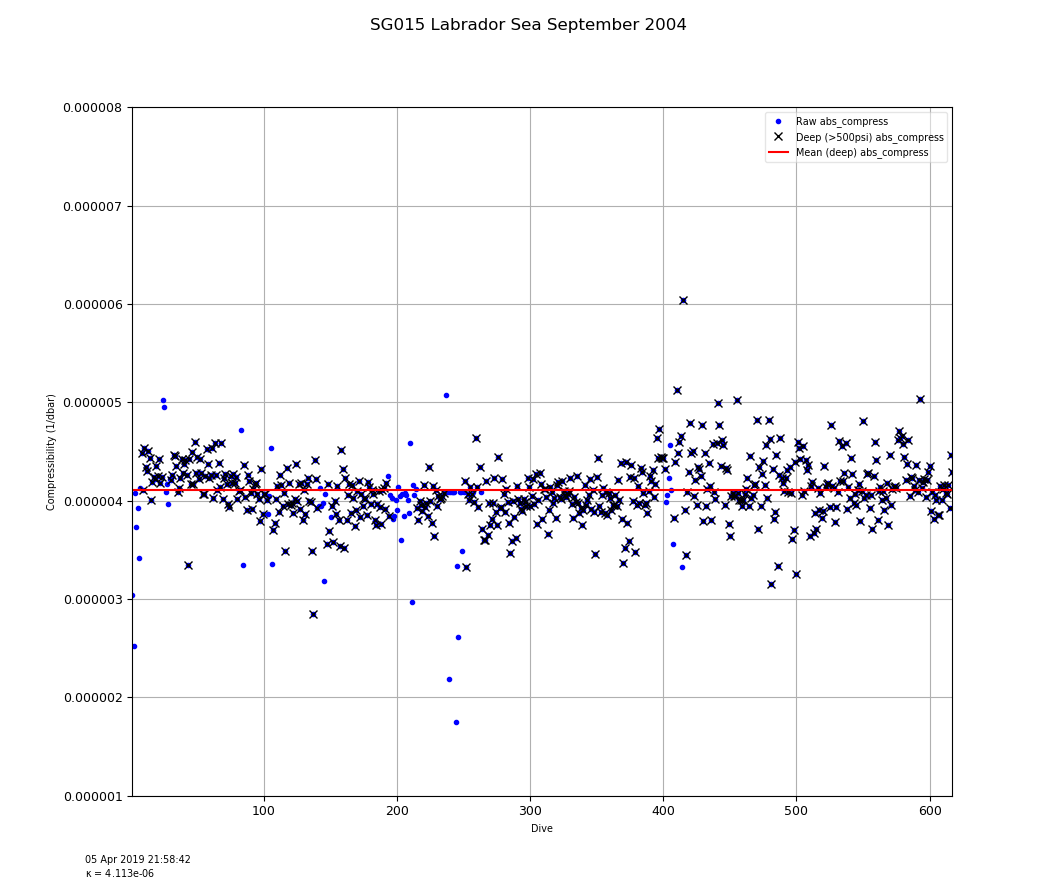 SG015 Labrador Sea September 2004
0.000008
0.000007
0.000006
0.000005
0.000004
0.000003
0.000002
0.000001
Compressibility (1/dbar)
Raw abs_compress
Deep (>500psi) abs_compress
Mean (deep) abs_compress
100 200 300 400 500 600
Dive
05 Apr 2019 21:58:42
κ = 4.113e-06